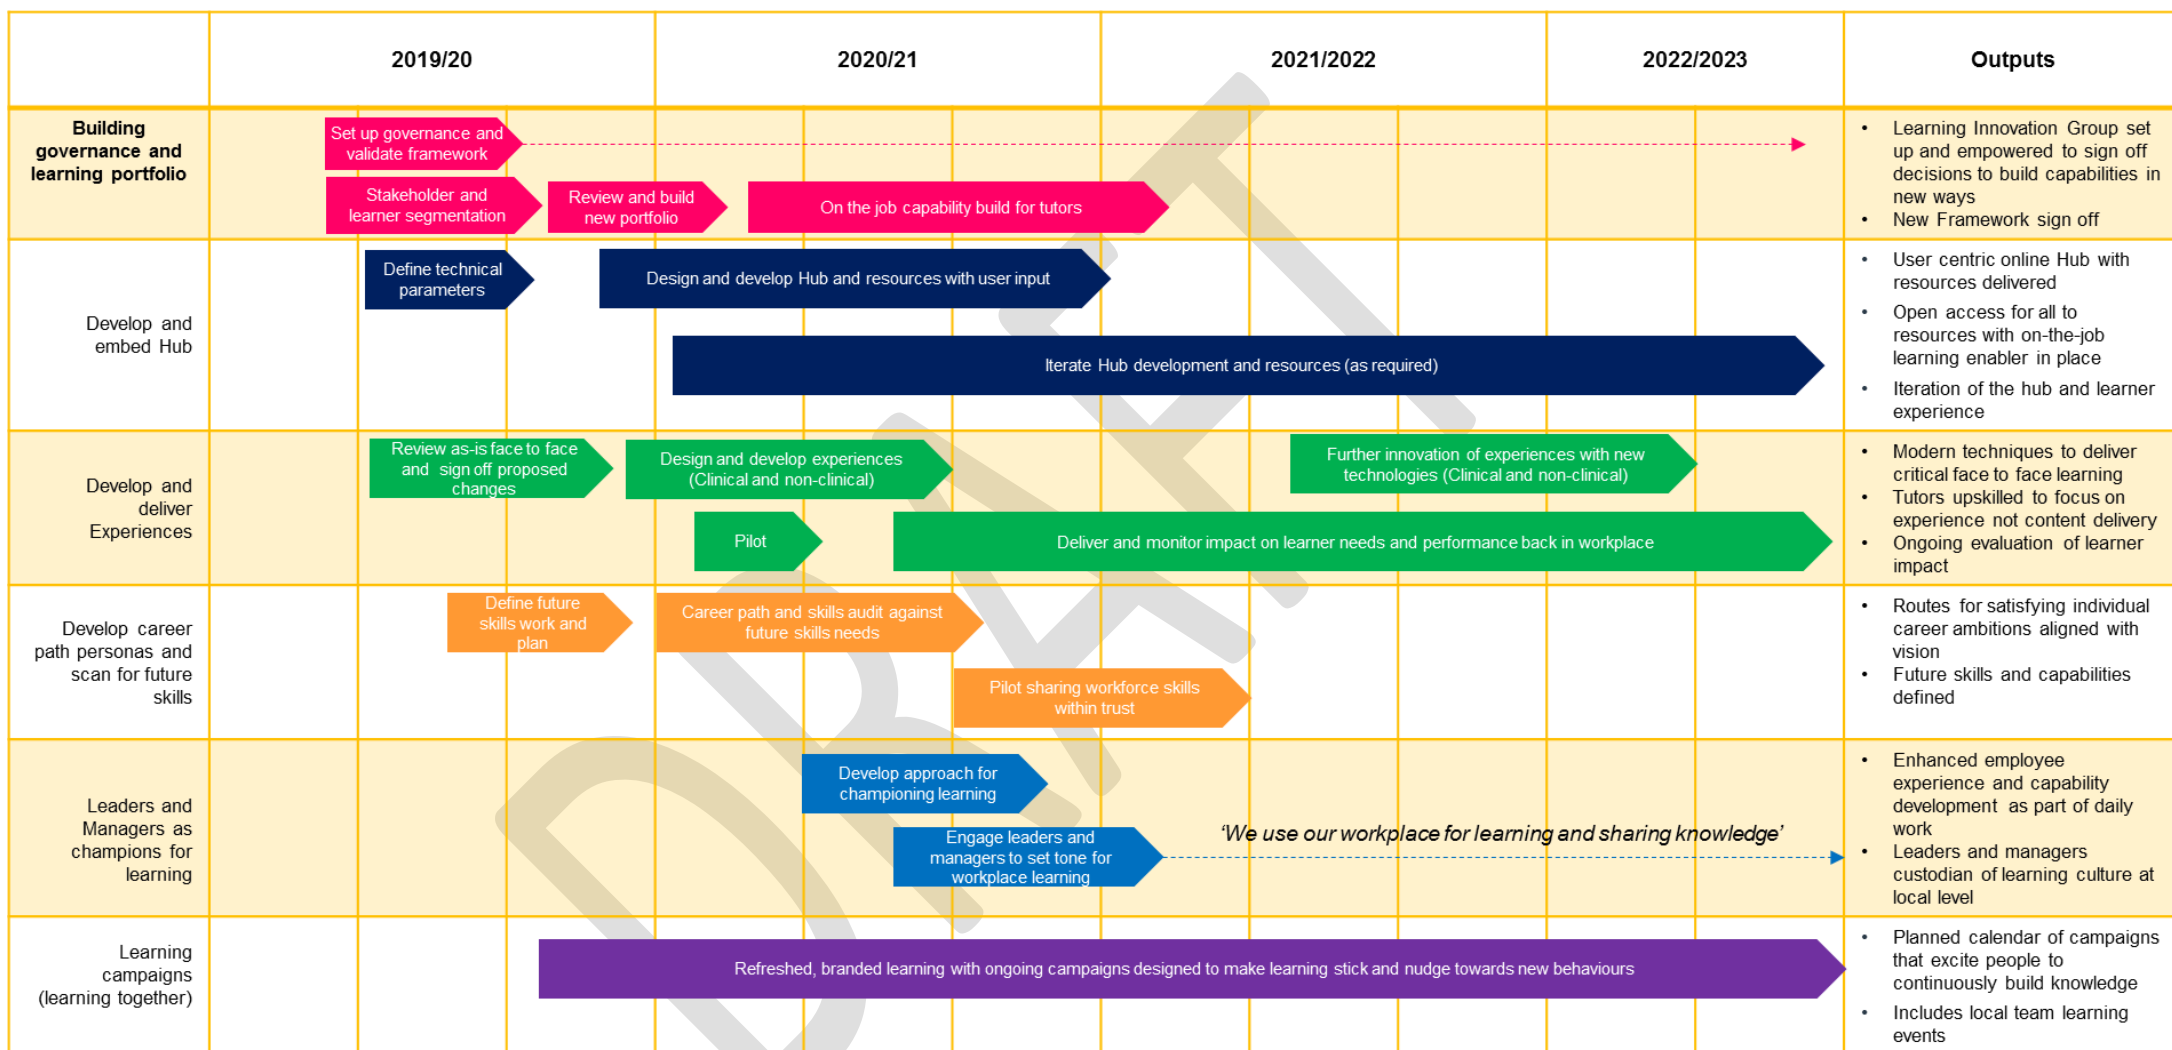 2019/20
2020/21
2021/2022
2022/2023
Outputs
Building
governance and
learning portfolio
Set up governance and
validate framework
Stakeholder and
learner segmentation
Review and build
new portfolio
On the job capability build for tutors
• Learning Innovation Group set
up and empowered to sign off
decisions to build capabilities in
new ways
• New Framework sign off
Develop and
embed Hub
Define technical
parameters
Design and develop Hub and resources with user input
Iterate Hub development and resources (as required)
• User centric online Hub with
resources delivered
• Open access for all to
resources with on-the-job
learning enabler in place
• Iteration of the hub and learner
experience
Develop and
deliver
Experiences
Review as-is face to face
and sign off proposed
changes
Design and develop experiences
(Clinical and non-clinical)
Further innovation of experiences with new
technologies (Clinical and non-clinical)
Pilot
Deliver and monitor impact on learner needs and performance back in workplace
• Modern techniques to deliver
critical face to face learning
• Tutors upskilled to focus on
experience not content delivery
• Ongoing evaluation of learner
impact
Develop career
path personas and
scan for future
skills
Define future
skills work and
plan
Career path and skills audit against
future skills needs
Pilot sharing workforce skills
within trust
• Routes for satisfying individual
career ambitions aligned with
vision
• Future skills and capabilities
defined
Leaders and
Managers as
champions for
learning
Develop approach for
championing learning
Engage leaders and
managers to set tone for
workplace learning
‘We use our workplace for learning and sharing knowledge’
• Enhanced employee
experience and capability
development as part of daily
work
• Leaders and managers
custodian of learning culture at
local level
Learning
campaigns
(learning together)
Refreshed, branded learning with ongoing campaigns designed to make learning stick and nudge towards new behaviours
• Planned calendar of campaigns
that excite people to
continuously build knowledge
• Includes local team learning
events
DRAFT